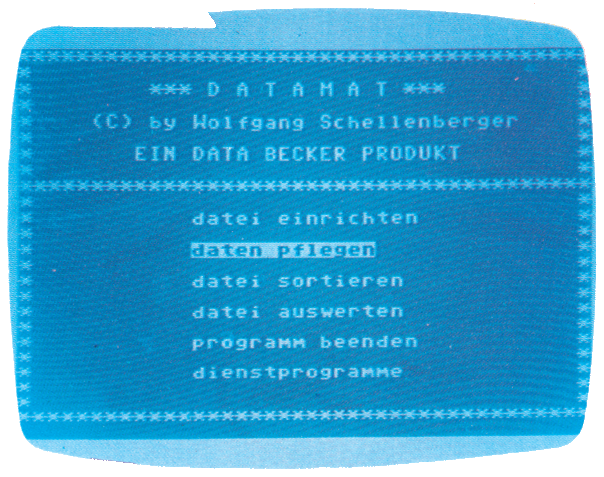 *** D A T A M A T ***
(C) by Wolfgang Schellenberger
EIN DATA BECKER PRODUKT
datei einrichten
daten pflegen
datei sortieren
datei auswerten
programm beenden
dienstprogramme